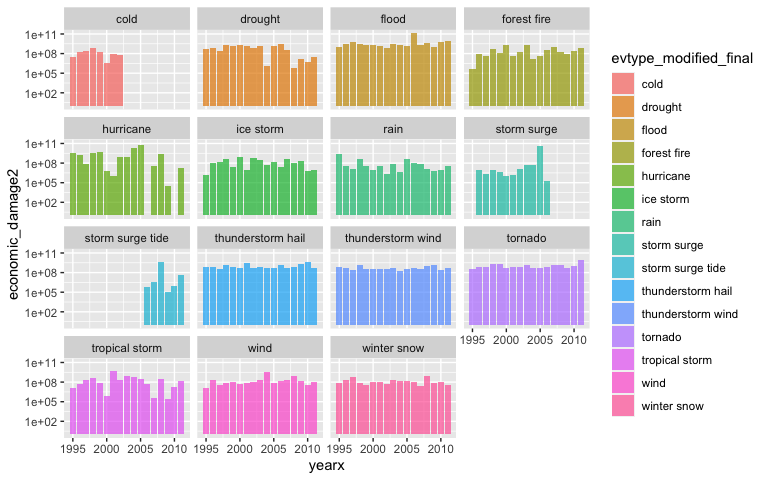 cold drought flood forest fire
1e+11
1e+08
1e+05
1e+02
hurricane ice storm rain storm surge
1e+11
1e+08
1e+05
1e+02
storm surge tide thunderstorm hail thunderstorm wind tornado
1e+11
1e+08
1e+05
1e+02
1995 2000 2005 2010
tropical storm wind winter snow
1e+11
1e+08
1e+05
1e+02
1995 2000 2005 2010 1995 2000 2005 2010 1995 2000 2005 2010
yearx
economic_damage2
evtype_modified_final
cold
drought
flood
forest fire
hurricane
ice storm
rain
storm surge
storm surge tide
thunderstorm hail
thunderstorm wind
tornado
tropical storm
wind
winter snow